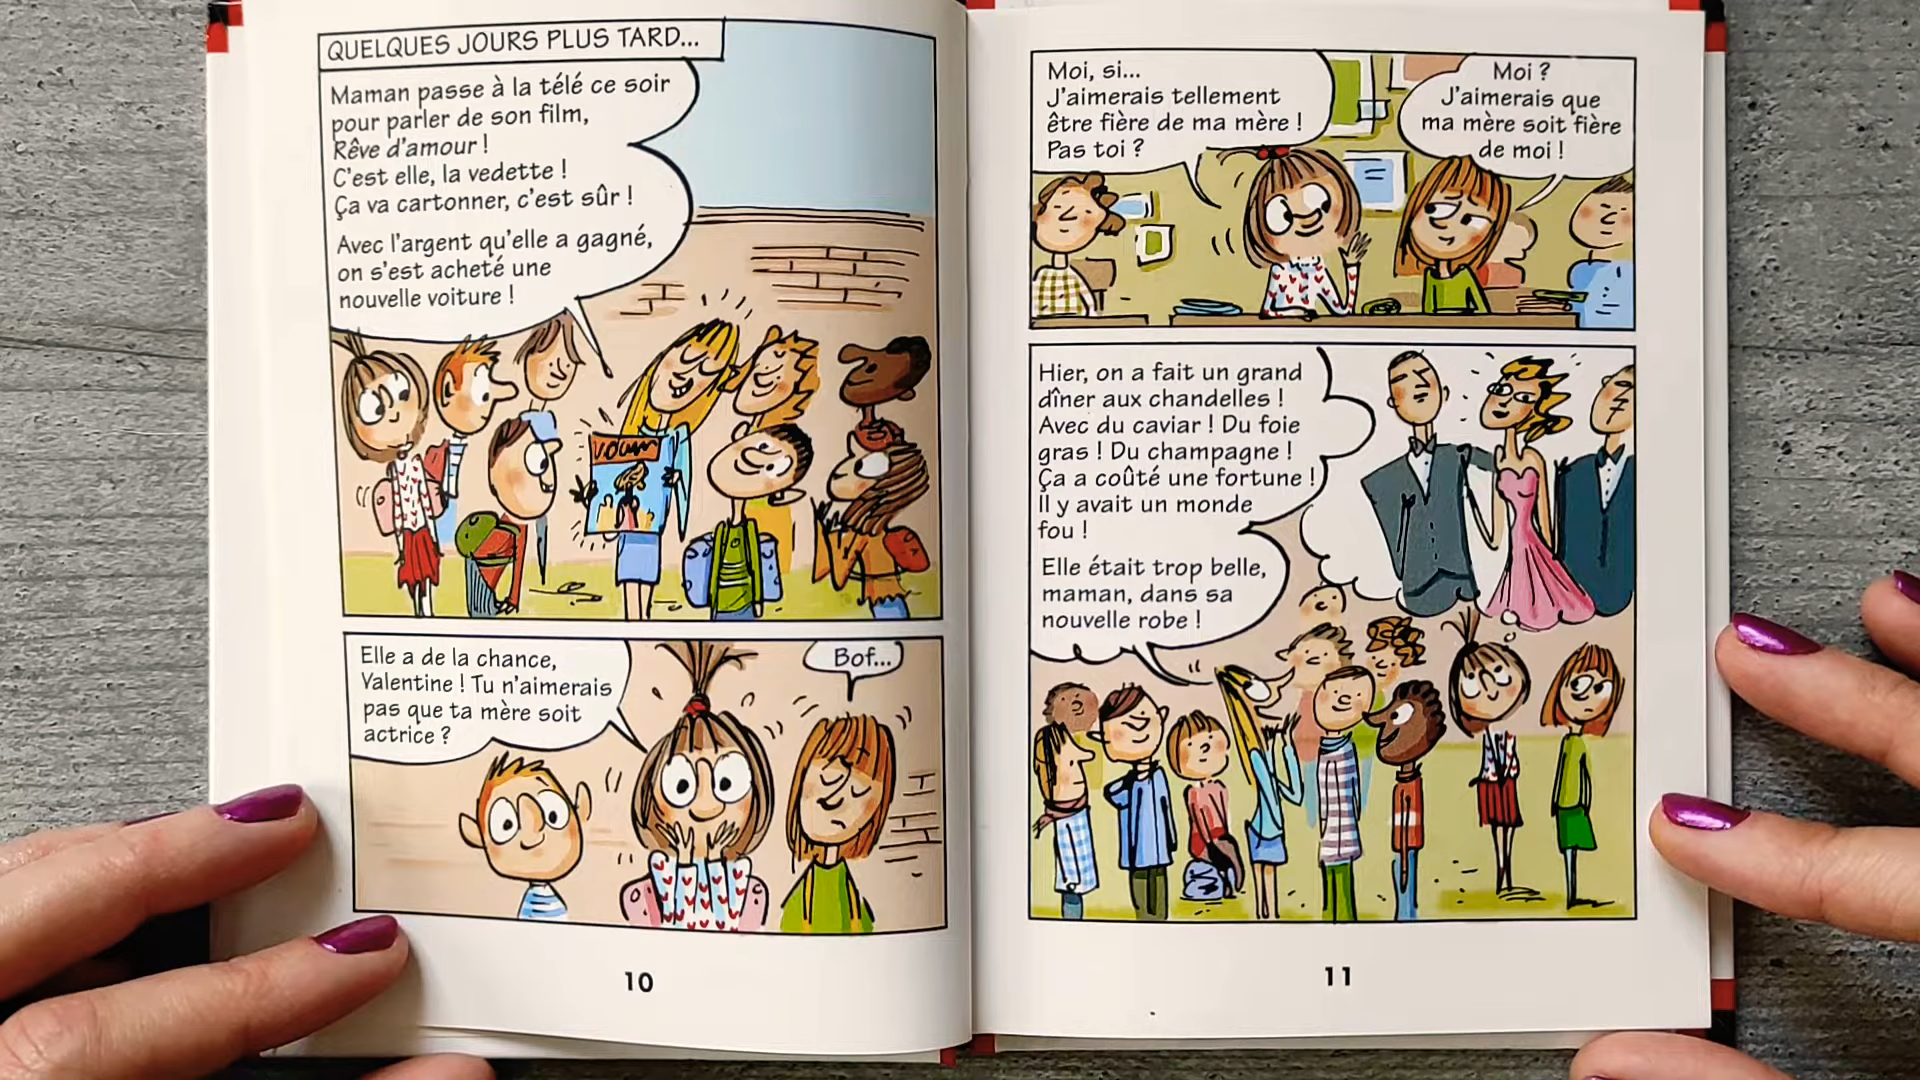 QUELQUES JOURS PLUS TARD...
Maman passe à la télé ce soir
pour parler de son film,
Rêve d'amour !
C'est elle, la vedette !
Ça va cartonner, c'est sûr !
Avec l'argent qu'elle a gagné,
on s'est acheté une
nouvelle voiture !
Elle a de la chance,
Valentine ! Tu n'aimerais
pas que ta mère soit
actrice ?
Bof...
10
Moi, si...
J'aimerais tellement
être fière de ma mère !
Pas toi ?
Moi ?
J'aimerais que
ma mère soit fière
de moi !
Hier, on a fait un grand
dîner aux chandelles !
Avec du caviar ! Du foie
gras ! Du champagne !
Ça a coûté une fortune !
Il y avait un monde
fou !
Elle était trop belle,
maman, dans sa
nouvelle robe !
11